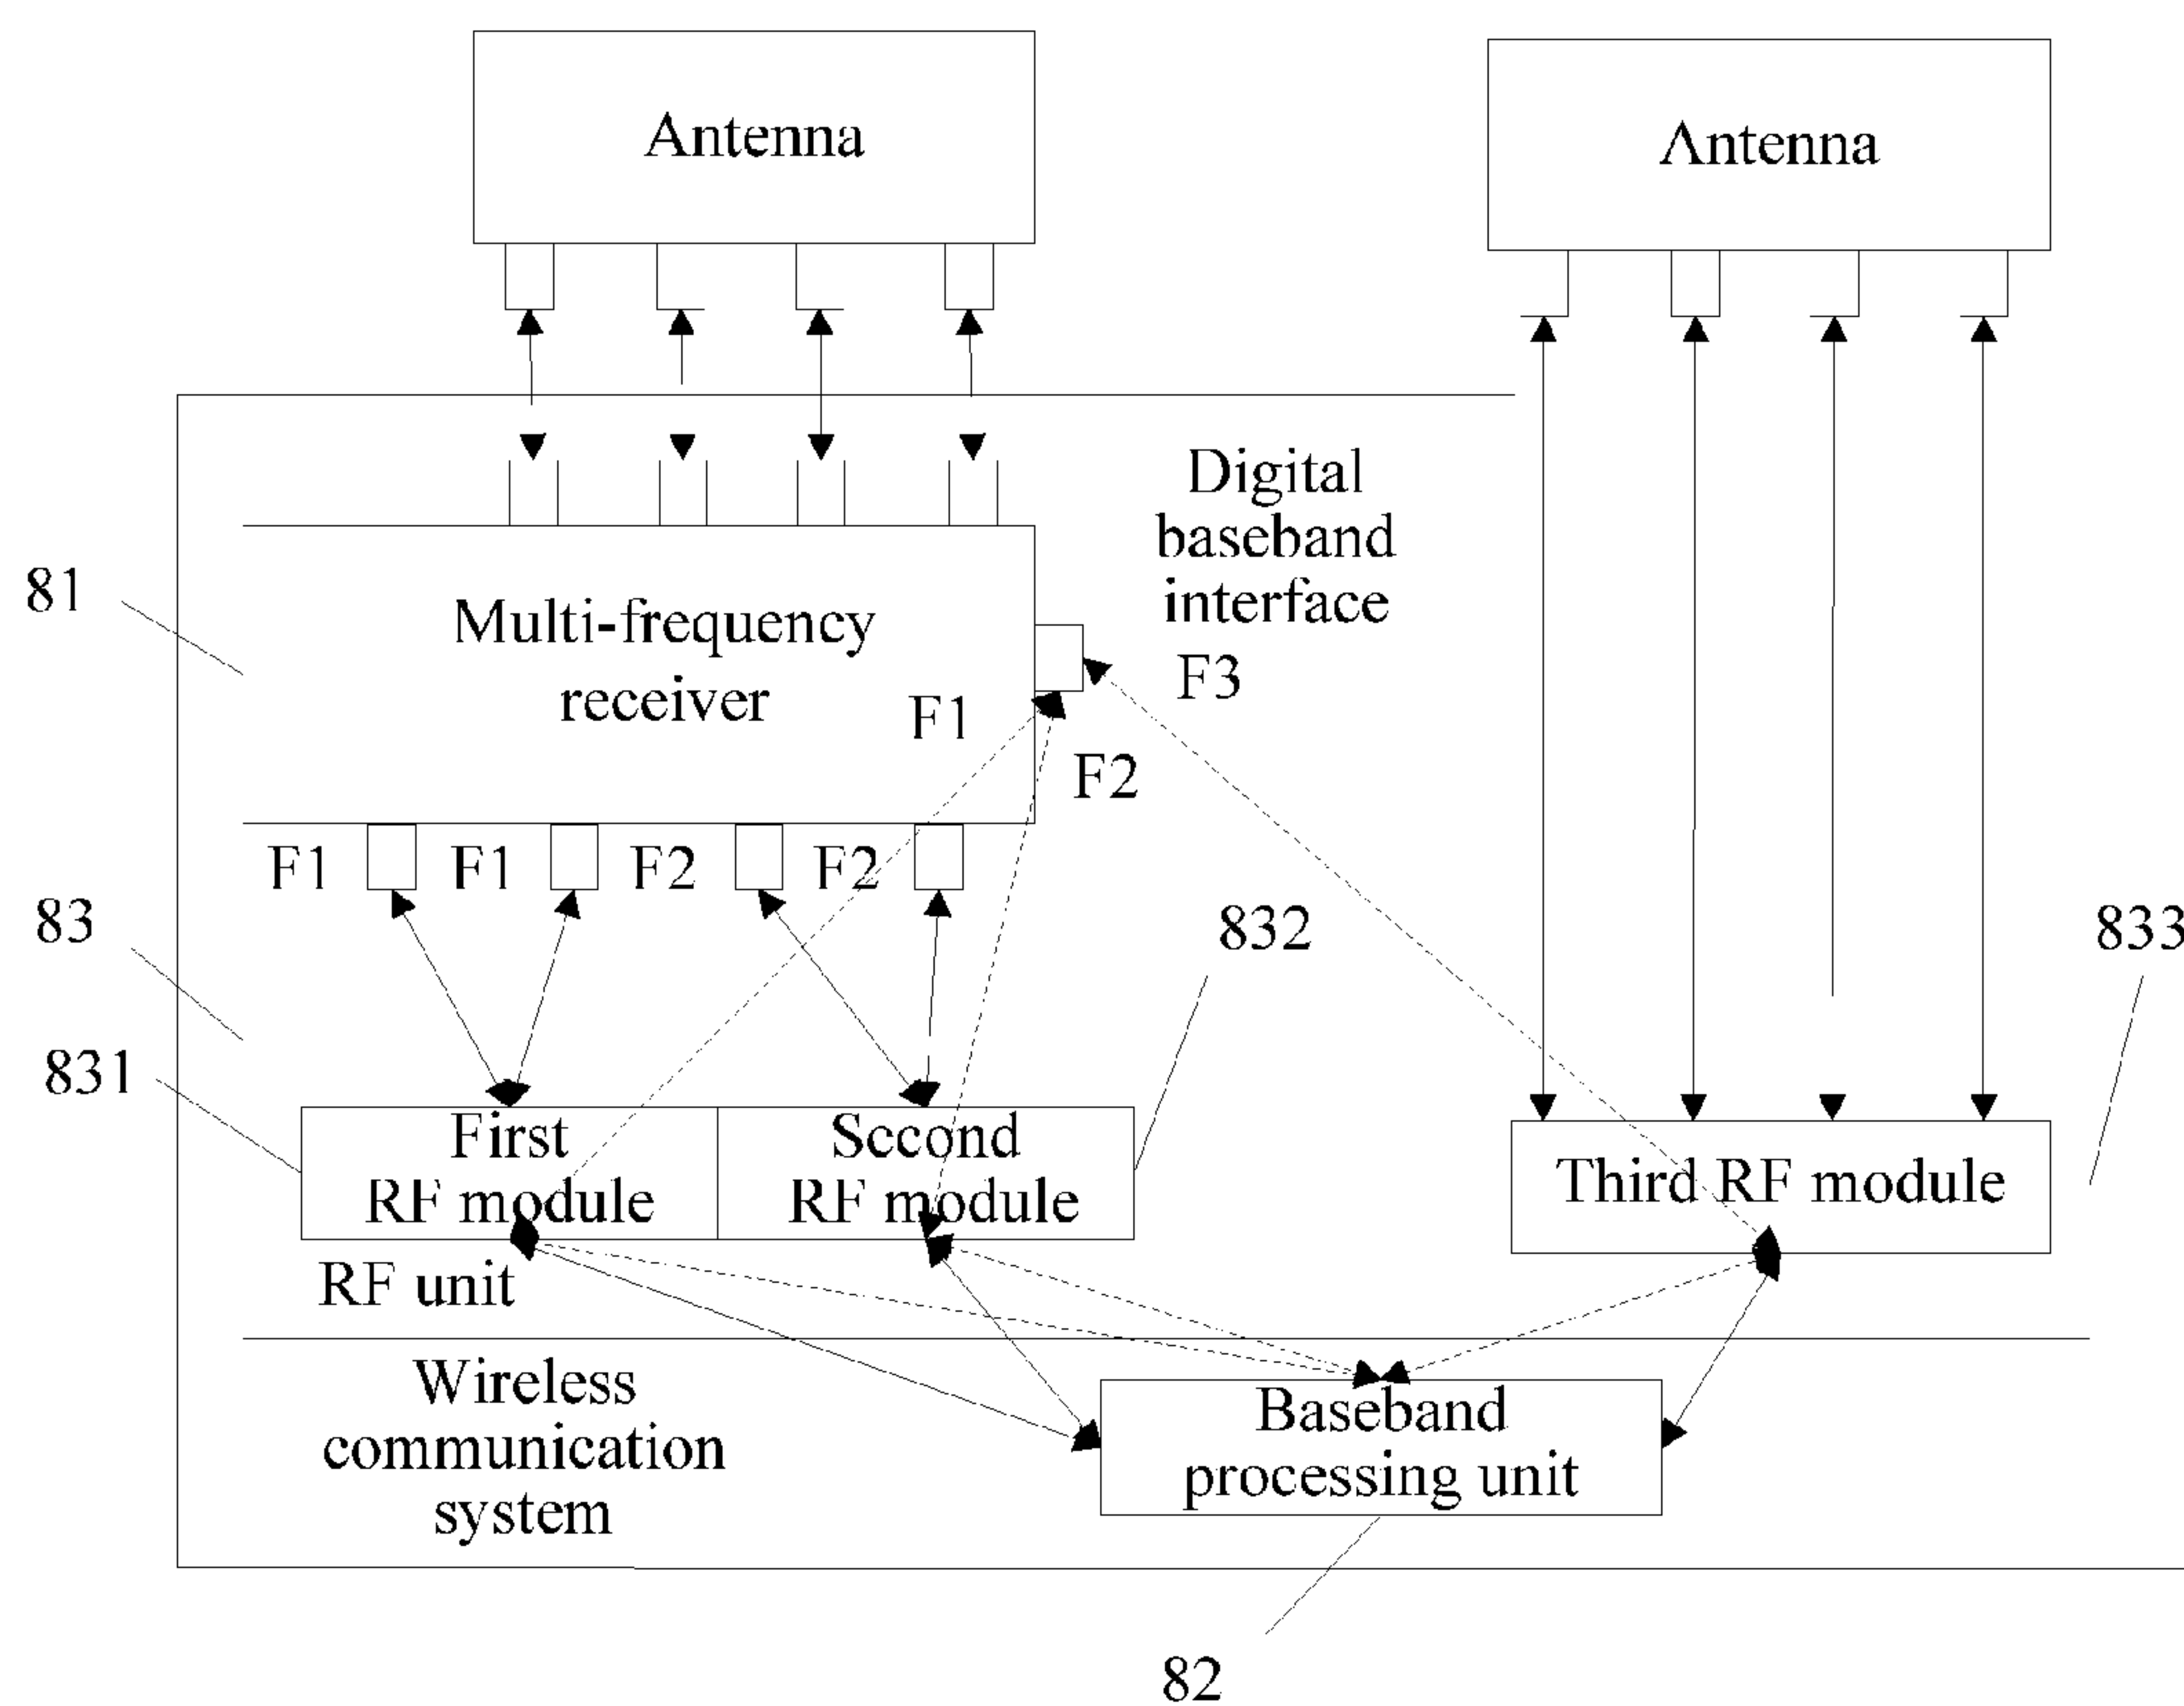 Antenna
Antenna
Digital
baseband
interface
F3
81
Multi-frequency
receiver
F1
F2
F1
F1
F2
F2
83
832
833
831
First
RF module
Second
RF module
Third RF module
RF unit
Wireless
communication
system
Baseband
processing unit
82